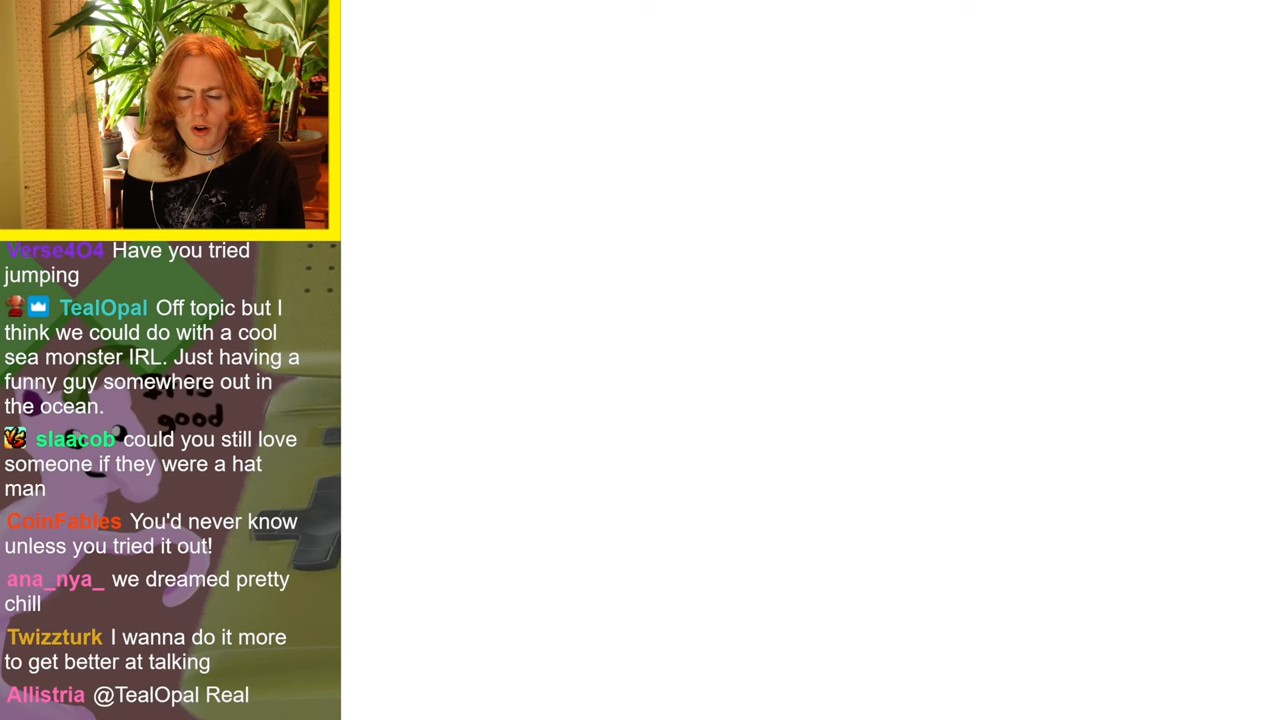 Verse4O4 Have you tried
jumping
TealOpal Off topic but I
think we could do with a cool
sea monster IRL. Just having a
funny guy somewhere out in
the ocean.
good
slaacob could you still love
someone if they were a hat
man
CoinFables You'd never know
unless you tried it out!
ana_nya_ we dreamed pretty
chill
Twizzturk I wanna do it more
to get better at talking
Allistria @TealOpal Real